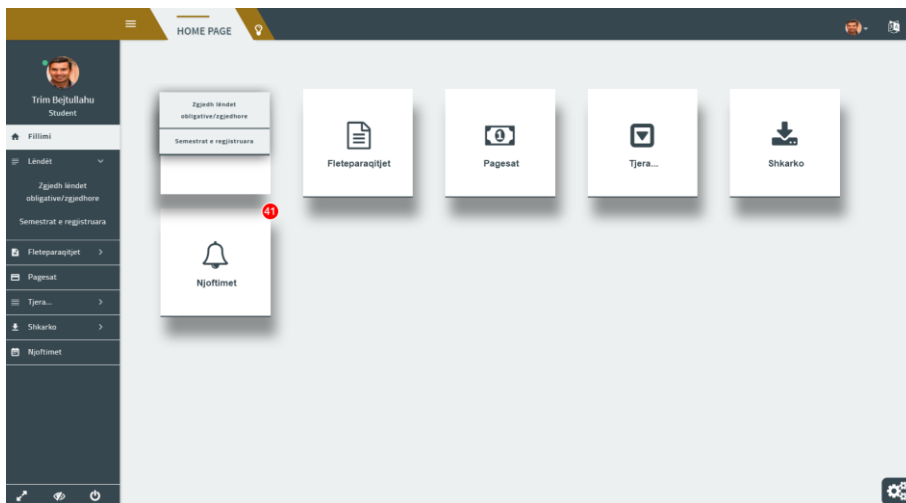 HOME PAGE
Trim Bejtullahu
Student
Fillimi
Lëndët
Zgjedh lëndet
obligative/zgjedhore
Semestrat e regjistruara
Fleteparaqitjet
Pagesat
Tjera...
Shkarko
Njoftimet
Zgjedh lëndet
obligative/zgjedhore
Semestrat e regjistruara
Fleteparaqitjet
Pagesat
Tjera...
Shkarko
41
Njoftimet